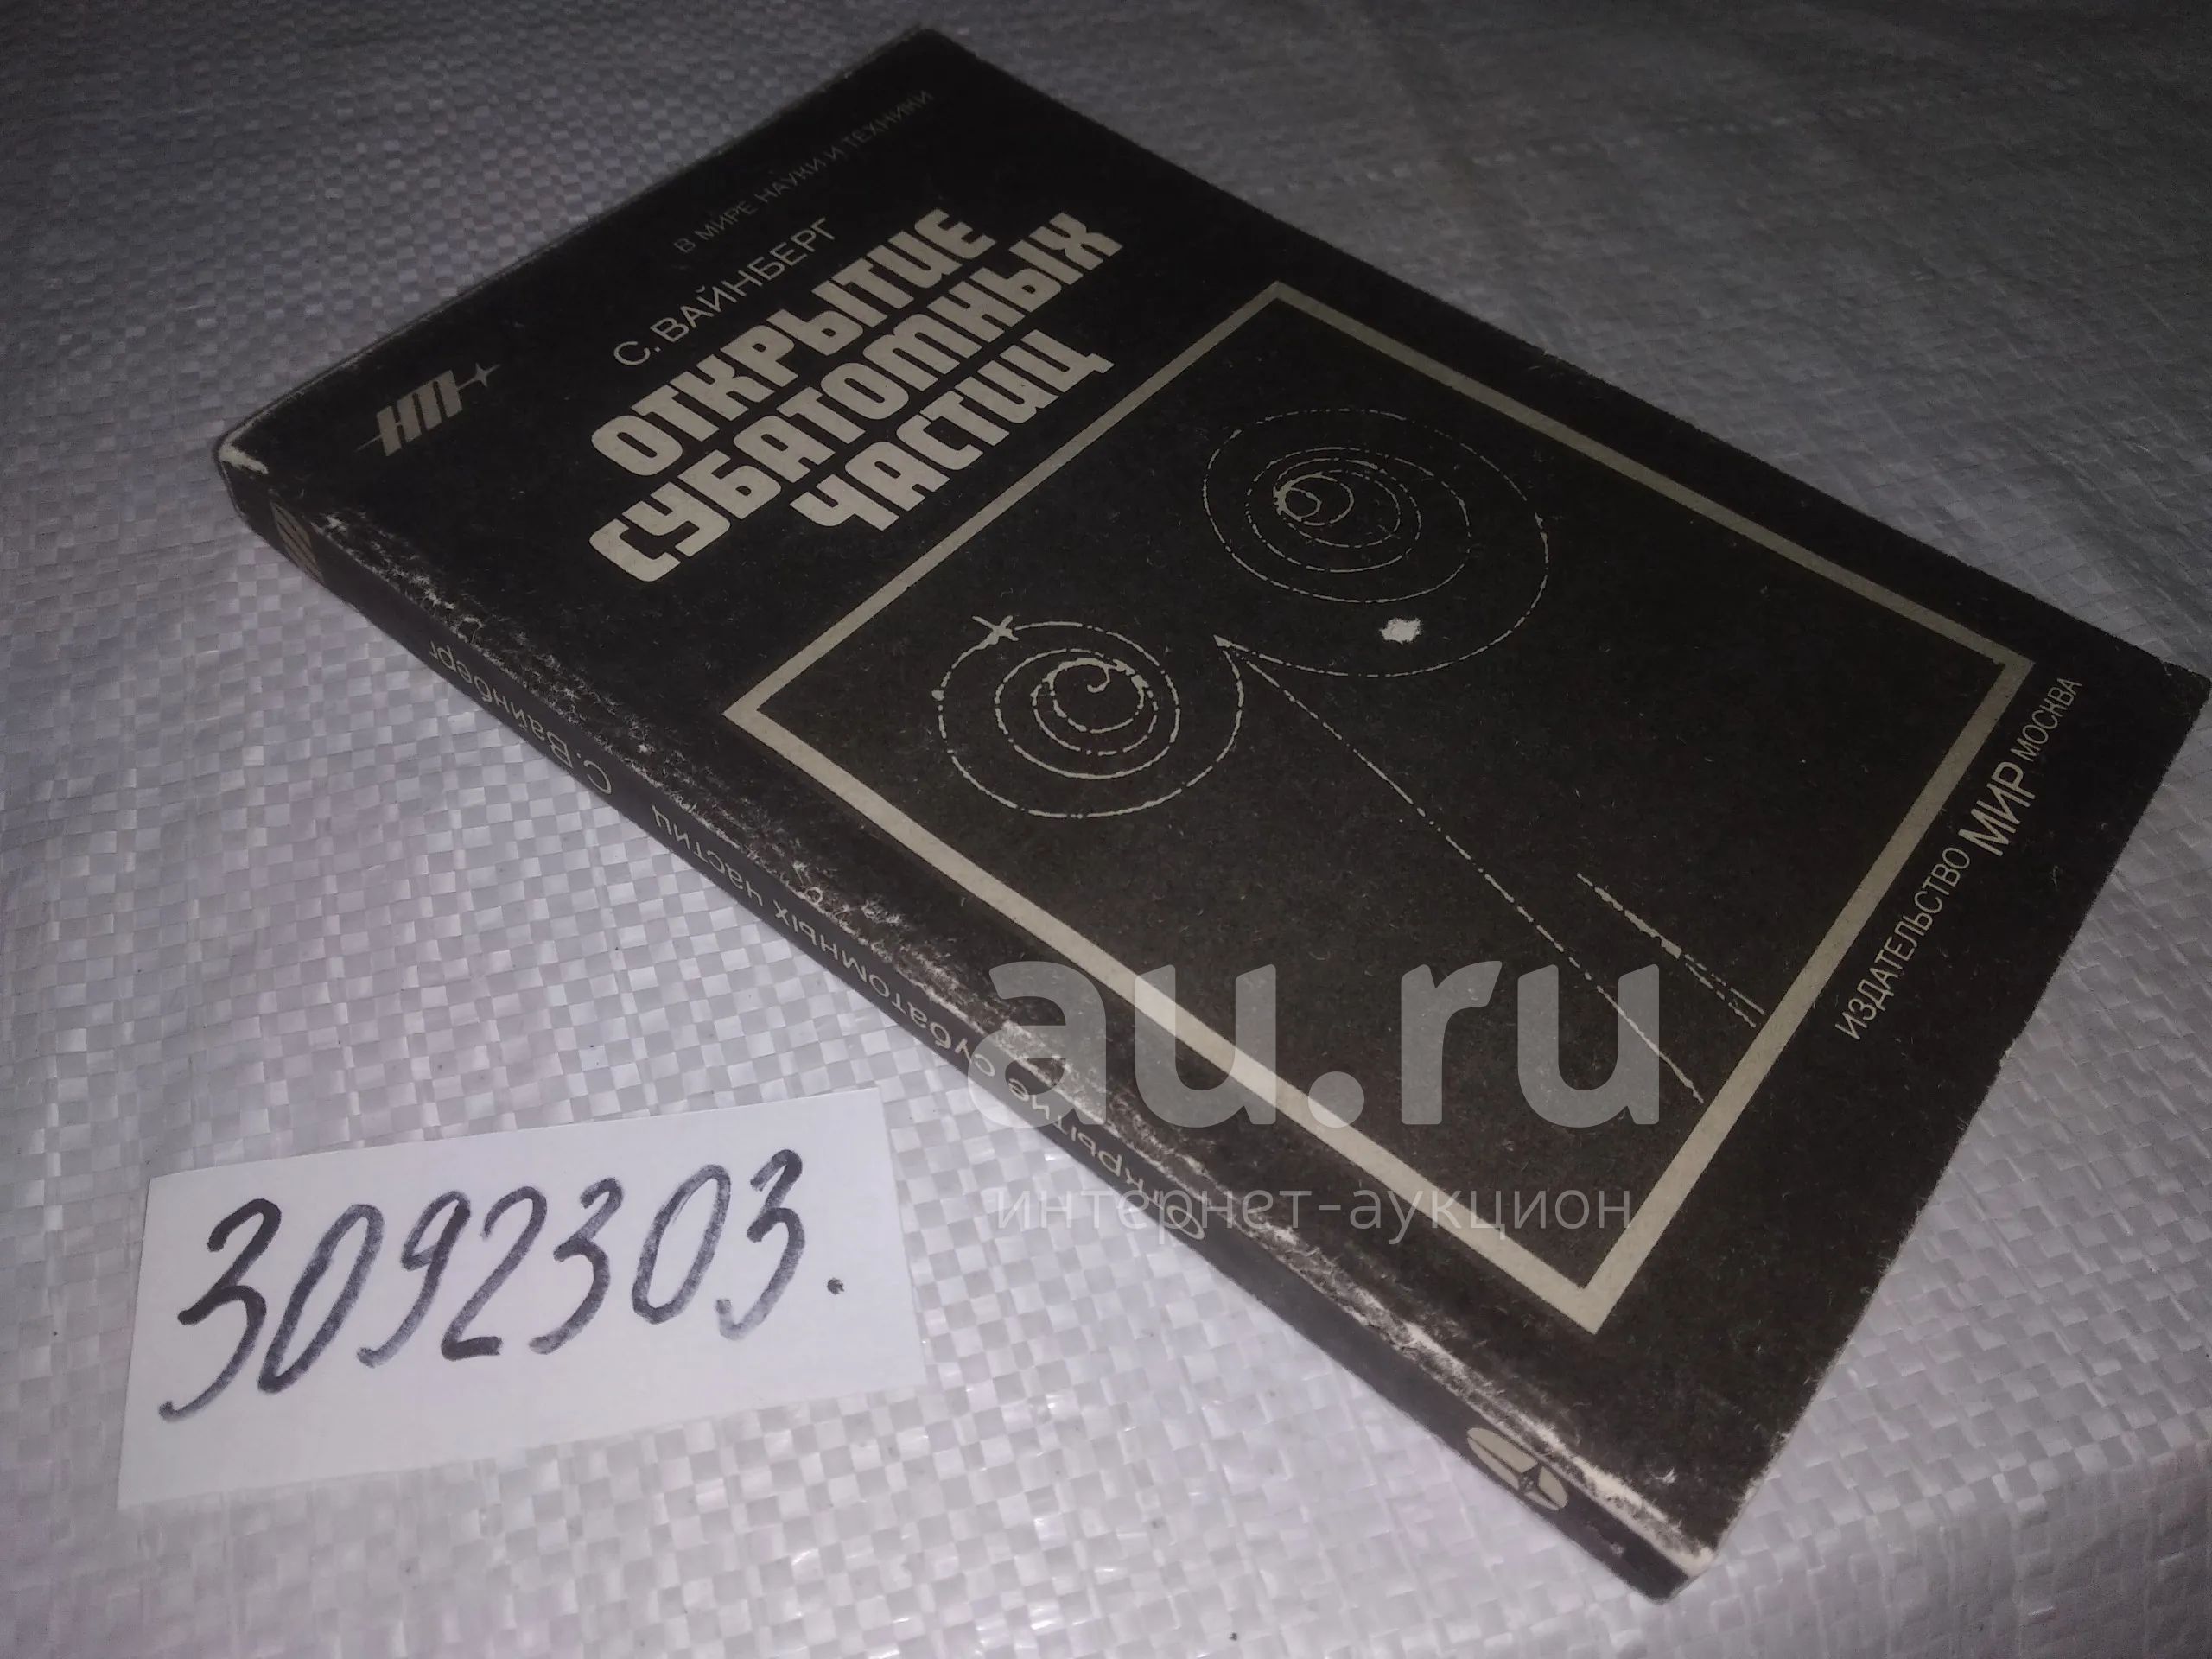 В МИРЕ НАУКИ И ТЕХНИКИ
НТ
С. ВАЙНБЕРГ
ОТКРЫТИЕ
СУБАТОМНЫХ
ЧАСТИЦ
ИЗДАТЕЛЬСТВО МИР МОСКВА
С. Вайнберг
Открытие субатомных частиц
3092303.
au.ru
интернет-аукцион